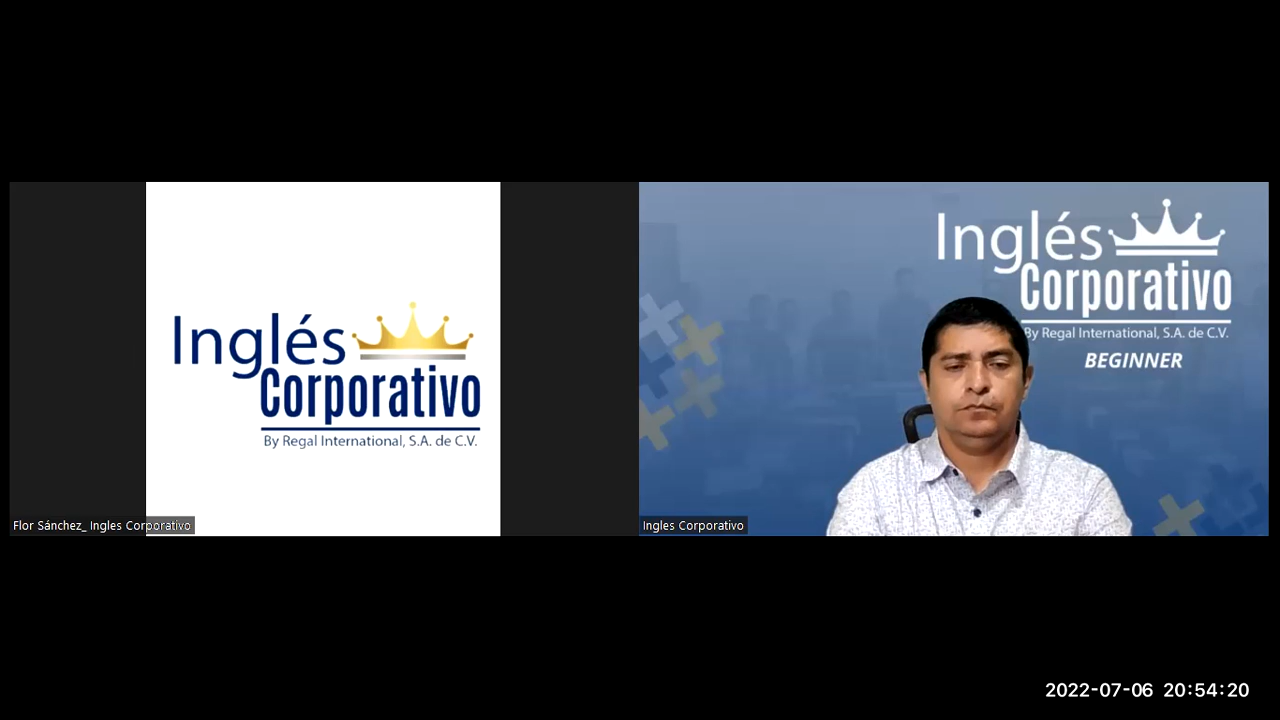 Inglés
Corporativo
By Regal International, S.A. de C.V.
Flor Sánchez_ Ingles Corporativo
Inglés
Corporativo
By Regal International, S.A. de C.V.
BEGINNER
Ingles Corporativo
2022-07-06 20:54:20